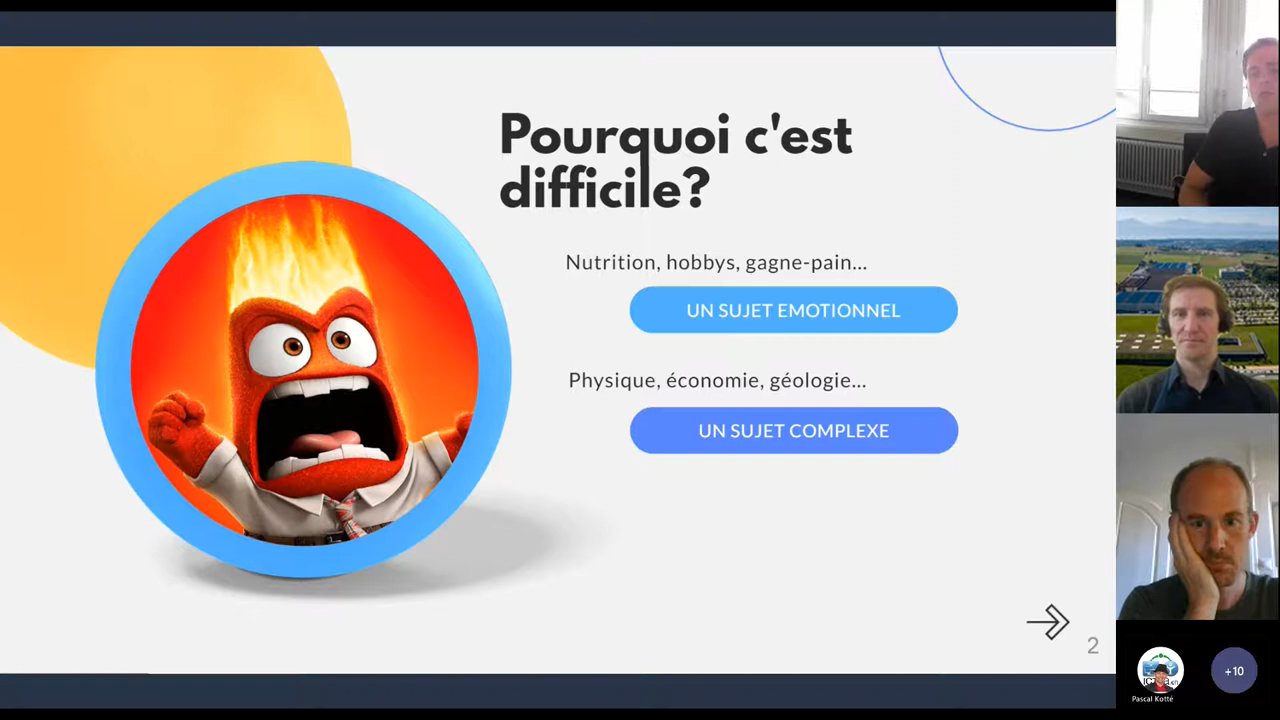 Pourquoi c'est
difficile?
Nutrition, hobbys, gagne-pain...
UN SUJET EMOTIONNEL
Physique, économie, géologie...
UN SUJET COMPLEXE
2
Pascal Kotté
+10